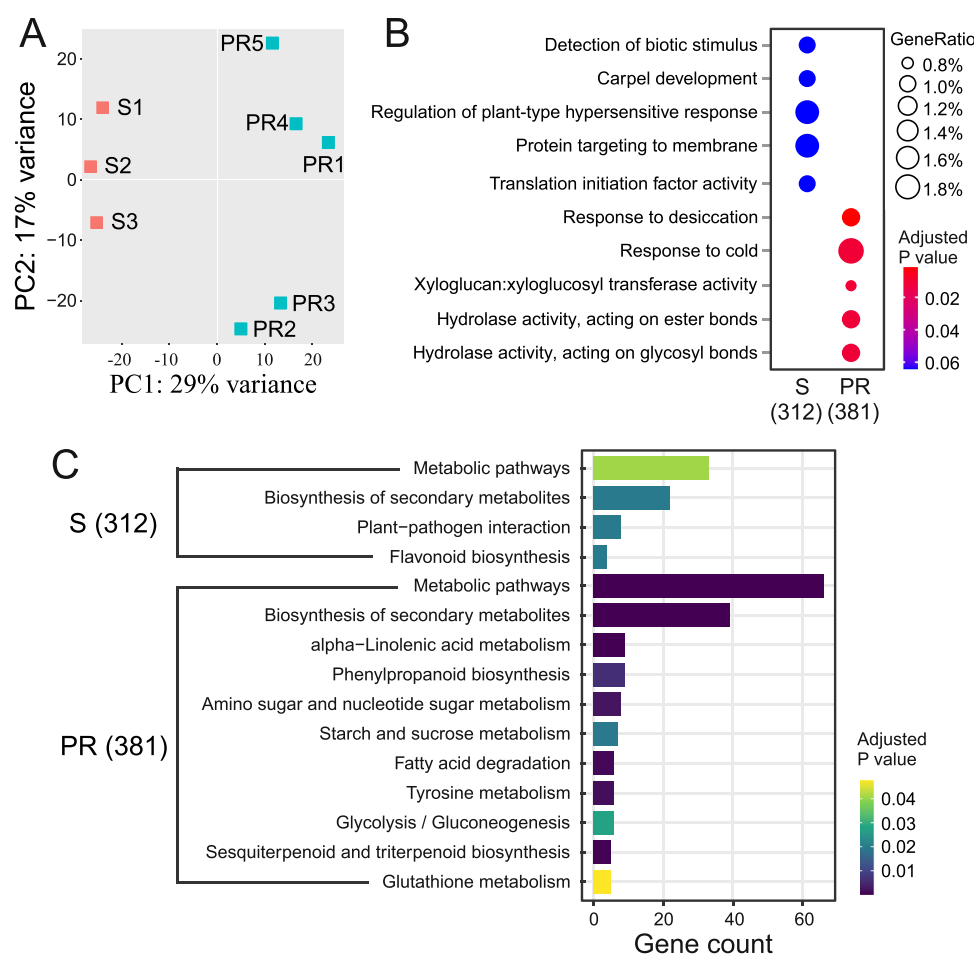 A
PC2: 17% variance
20
10
0
−10
−20
PR5
S1
PR4
PR1
S2
S3
PR3
PR2
-20
-10
0
10
20
PC1: 29% variance
B
Detection of biotic stimulus
Carpel development
Regulation of plant-type hypersensitive response
Protein targeting to membrane
Translation initiation factor activity
Response to desiccation
Response to cold
Xyloglucan:xyloglucosyl transferase activity
Hydrolase activity, acting on ester bonds
Hydrolase activity, acting on glycosyl bonds
S
(312)
PR
(381)
GeneRatio
0.8%
1.0%
1.2%
1.4%
1.6%
1.8%
Adjusted
P value
0.02
0.04
0.06
C
S (312)
Metabolic pathways
Biosynthesis of secondary metabolites
Plant−pathogen interaction
Flavonoid biosynthesis
PR (381)
Metabolic pathways
Biosynthesis of secondary metabolites
alpha−Linolenic acid metabolism
Phenylpropanoid biosynthesis
Amino sugar and nucleotide sugar metabolism
Starch and sucrose metabolism
Fatty acid degradation
Tyrosine metabolism
Glycolysis / Gluconeogenesis
Sesquiterpenoid and triterpenoid biosynthesis
Glutathione metabolism
0
20
40
60
Gene count
Adjusted
P value
0.04
0.03
0.02
0.01